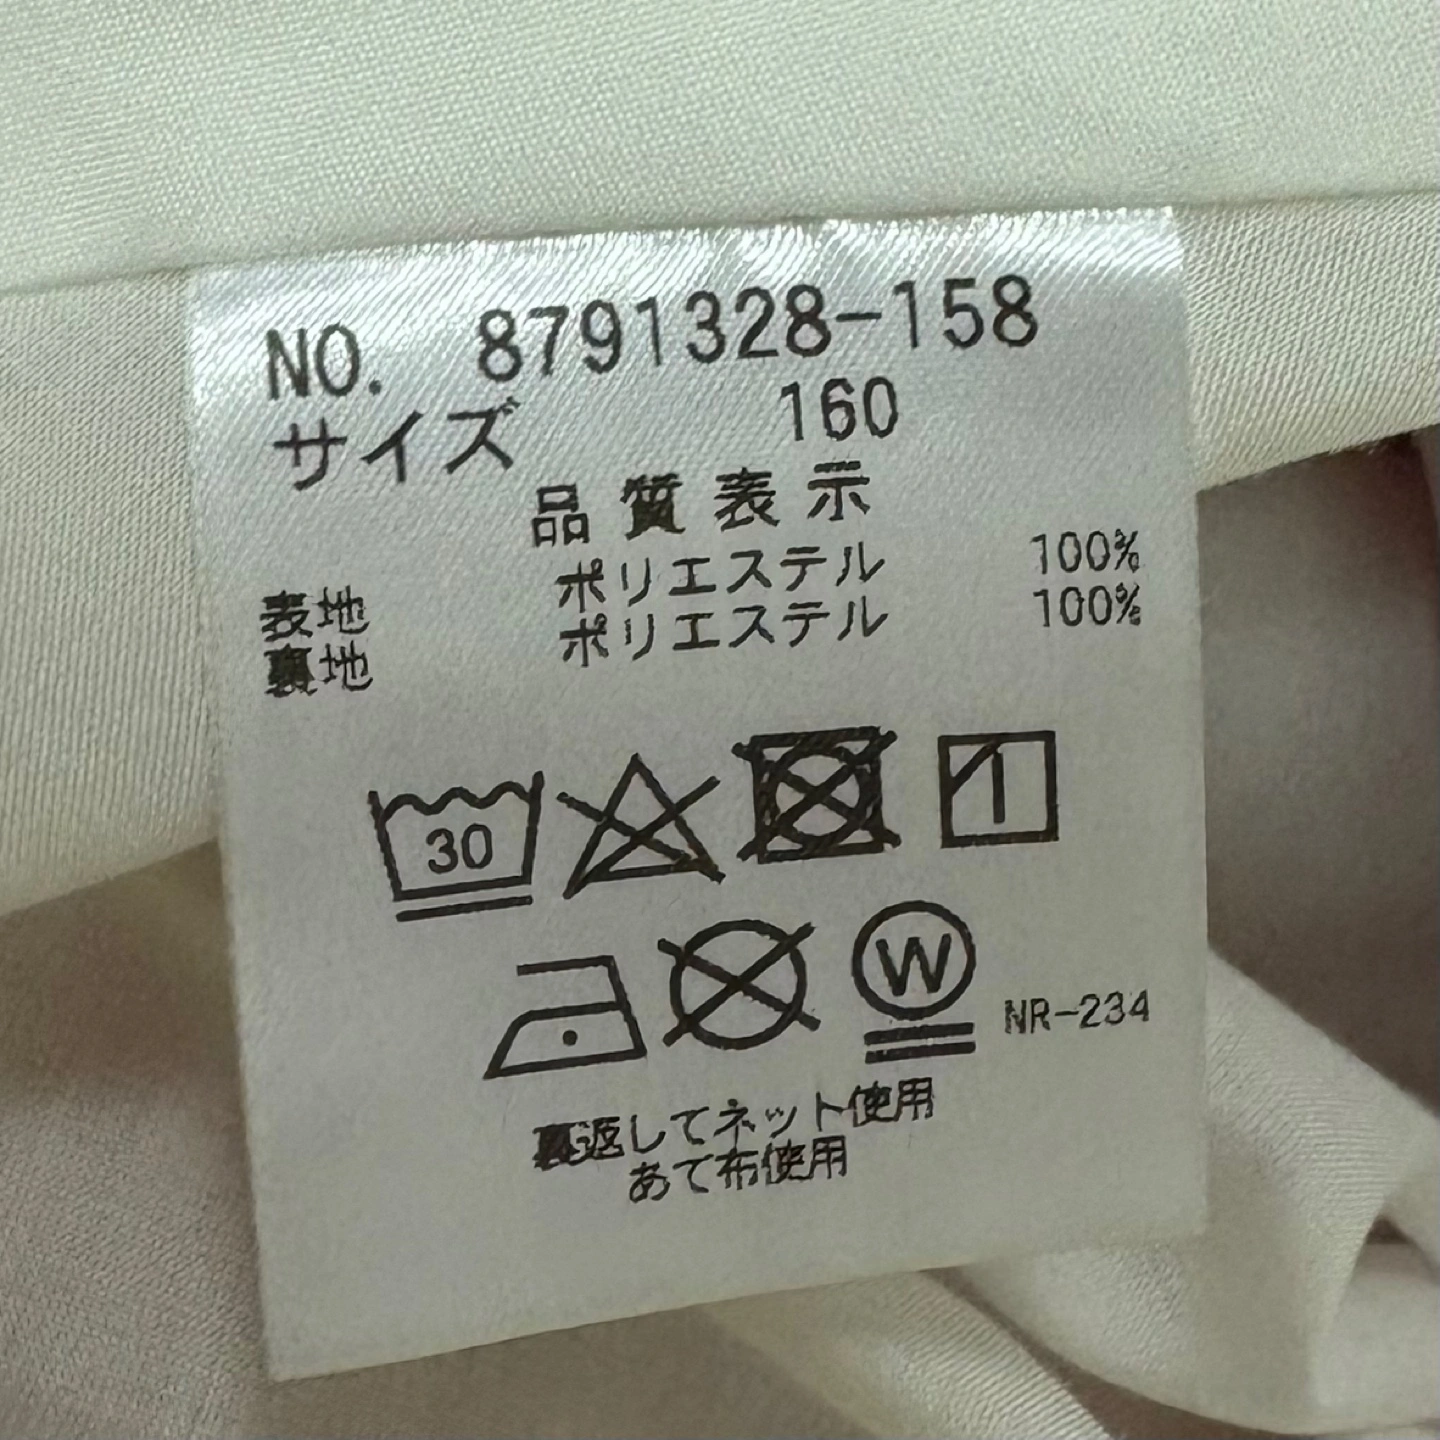 NO. 8791328-158
サイズ 160
品質表示
表地 ポリエステル 100%
裏地 ポリエステル 100%
30
W
NR-234
裏返してネット使用
あて布使用